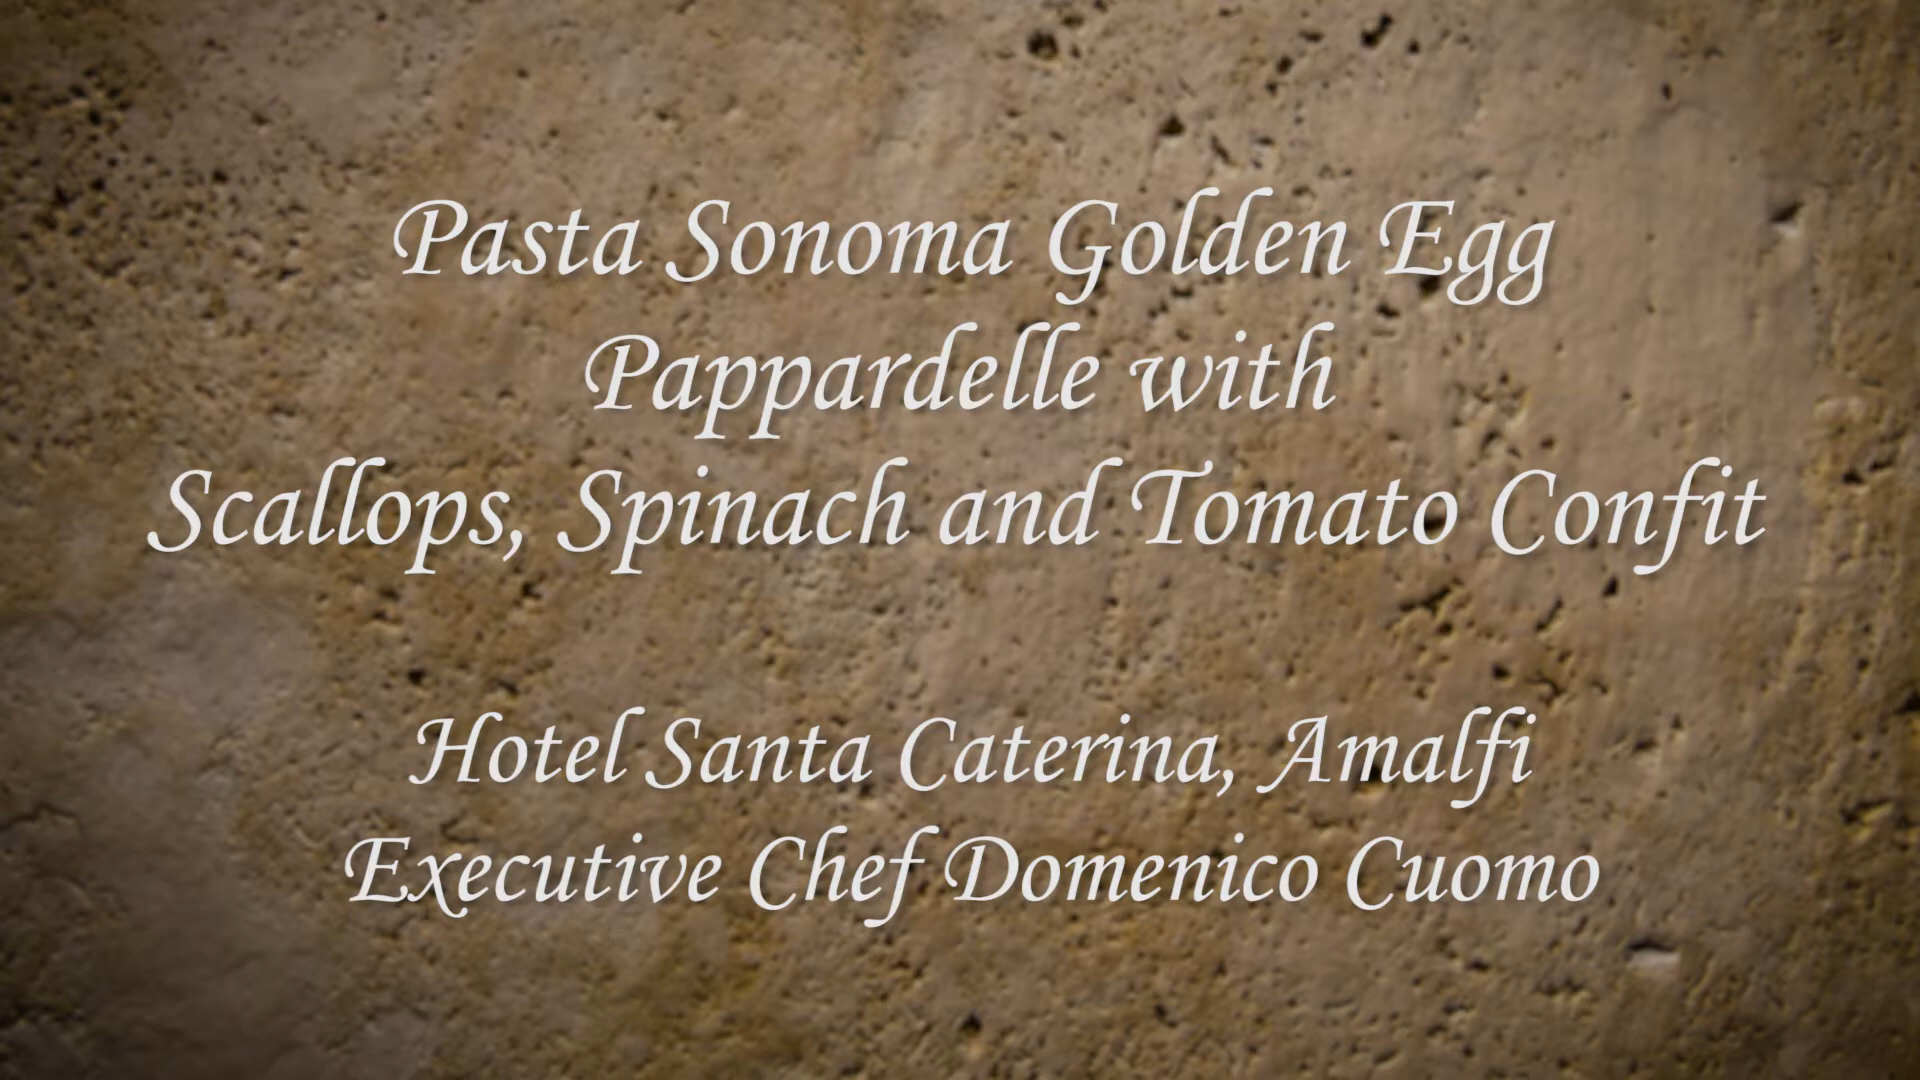 Pasta Sonoma Golden Egg
Pappardelle with
Scallops, Spinach and Tomato Confit
Hotel Santa Caterina, Amalfi
Executive Chef Domenico Cuomo